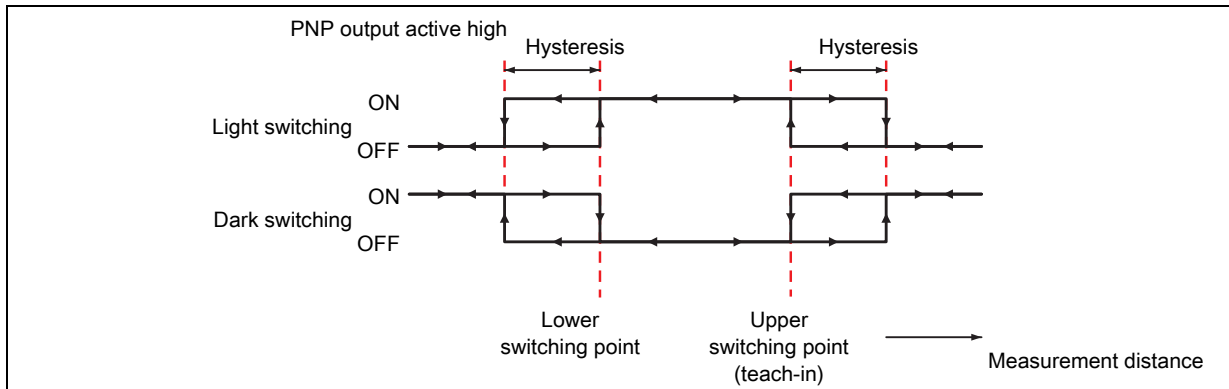 PNP output active high
Hysteresis
Hysteresis
ON
Light switching
OFF
ON
Dark switching
OFF
Lower
switching point
Upper
switching point
(teach-in)
Measurement distance